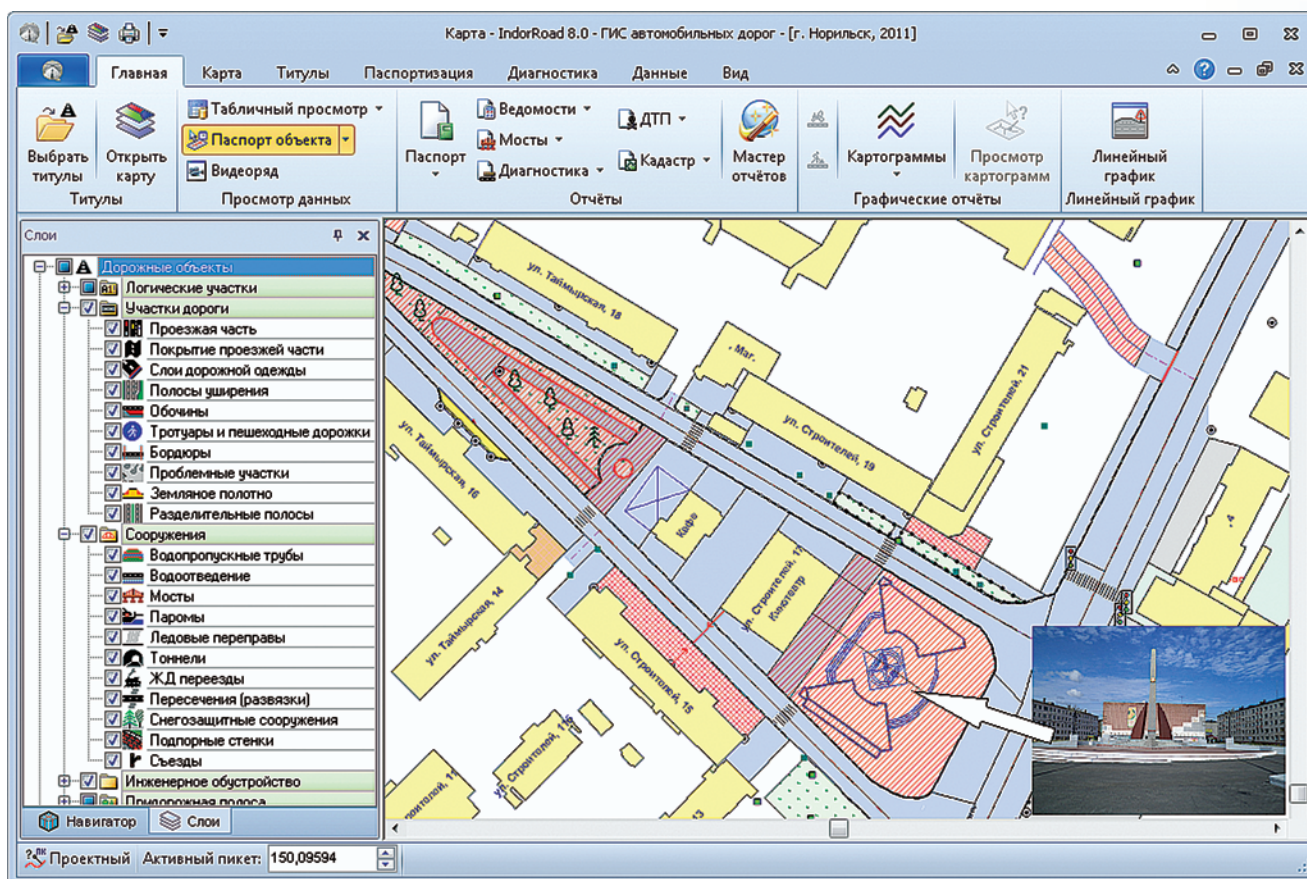 Карта - IndorRoad 8.0 - ГИС автомобильных дорог - [г. Норильск, 2011]
Главная Карта Титулы Паспортизация Диагностика Данные Вид
Выбрать титулы
Открыть карту
Титулы
Табличный просмотр
Паспорт объекта
Видеоряд
Просмотр данных
Паспорт
Ведомости
Мосты
Диагностика
ДТП
Кадастр
Мастер отчётов
Отчёты
Картограммы
Просмотр картограмм
Графические отчёты
Линейный график
Линейный график
Слои
Дорожные объекты
Логические участки
Участки дороги
Проезжая часть
Покрытие проезжей части
Слои дорожной одежды
Полосы уширения
Обочины
Тротуары и пешеходные дорожки
Бордюры
Проблемные участки
Земляное полотно
Разделительные полосы
Сооружения
Водопропускные трубы
Водоотведение
Мосты
Паромы
Ледовые переправы
Тоннели
ЖД переезды
Пересечения (развязки)
Снегозащитные сооружения
Подпорные стенки
Съезды
Инженерное обустройство
Придорожная полоса
Навигатор Слои
ул. Таймырская, 18
. Маг.
ул. Строителей, 19
ул. Строителей, 21
ул. Таймырская, 16
Кафе
ул. Строителей, 17
Кинотеатр
ул. Таймырская, 14
ул. Строителей, 15
. 4
13
Проектный Активный пикет: 150,09594